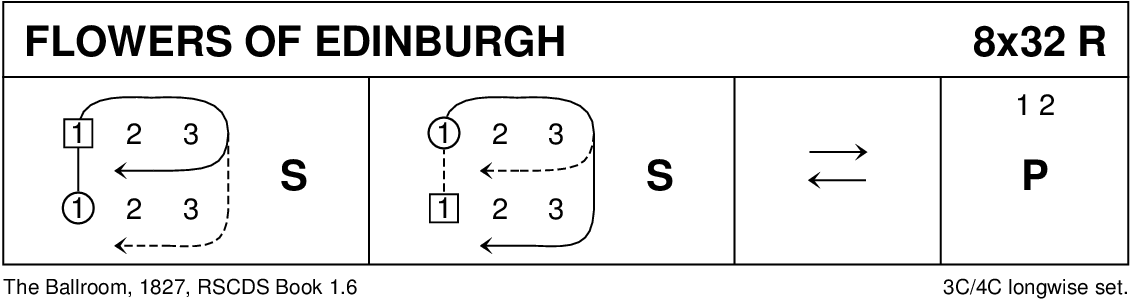 FLOWERS OF EDINBURGH 8x32 R
1 2 3 S 1 2 3 S 1 2
1 2 3 1 2 3 P
The Ballroom, 1827, RSCDS Book 1.6 3C/4C longwise set.